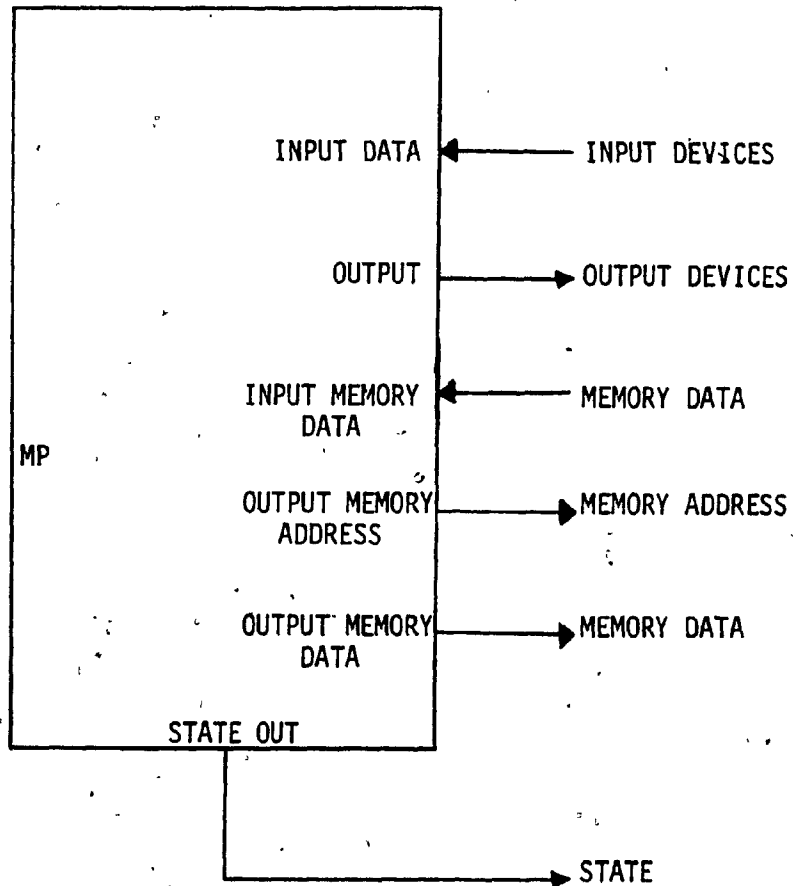 INPUT DATA
INPUT DEVICES
OUTPUT
OUTPUT DEVICES
INPUT MEMORY
DATA
MEMORY DATA
MP
OUTPUT MEMORY
ADDRESS
MEMORY ADDRESS
OUTPUT MEMORY
DATA
MEMORY DATA
STATE OUT
STATE